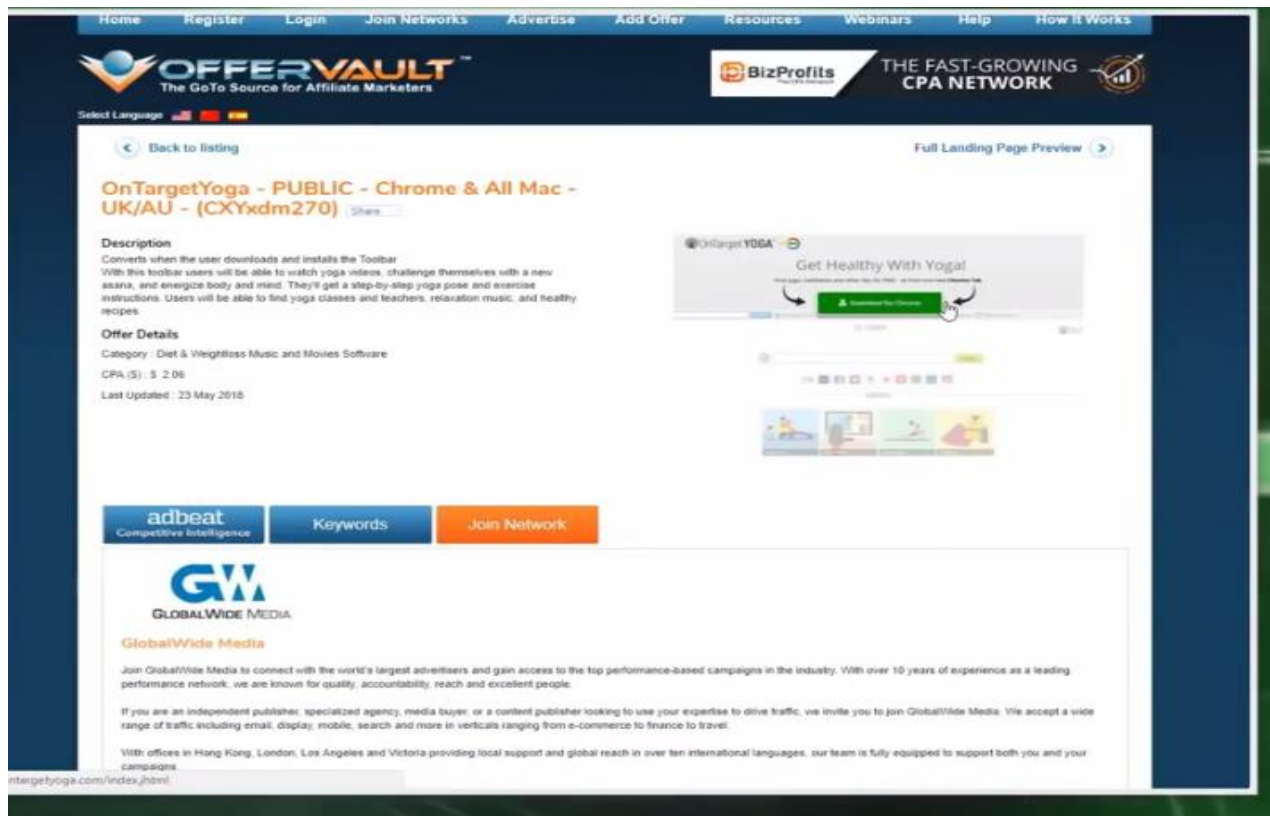 Home Register Login Join Networks Advertise Add Offer Resources Webinars Help How It Works
OFFERVAULT ™
The GoTo Source for Affiliate Marketers
BizProfits
THE FAST-GROWING
CPA NETWORK
Select Language
Back to listing
Full Landing Page Preview
OnTargetYoga - PUBLIC - Chrome & All Mac -
UK/AU - (CXYxdm270) Share
Description
Converts when the user downloads and installs the Toolbar
With this toolbar users will be able to watch yoga videos, challenge themselves with a new
asana, and energize body and mind. They'll get a step-by-step yoga pose and exercise
instructions. Users will be able to find yoga classes and teachers, relaxation music, and healthy
recipes.
Offer Details
Category : Diet & Weightloss Music and Movies Software
CPA ($) : $ 2.06
Last Updated : 23 May 2018
OnTarget YOGA
Get Healthy With Yoga!
Download for Chrome
adbeat
Competitive Intelligence
Keywords
Join Network
GW
GLOBALWIDE MEDIA
GlobalWide Media
Join GlobalWide Media to connect with the world's largest advertisers and gain access to the top performance-based campaigns in the industry. With over 10 years of experience as a leading
performance network, we are known for quality, accountability, reach and excellent people.
If you are an independent publisher, specialized agency, media buyer, or a content publisher looking to use your expertise to drive traffic, we invite you to join GlobalWide Media. We accept a wide
range of traffic including email, display, mobile, search and more in verticals ranging from e-commerce to finance to travel.
With offices in Hong Kong, London, Los Angeles and Victoria providing local support and global reach in over ten international languages, our team is fully equipped to support both you and your
campaigns.
ntargetyoga.com/index.jhtml